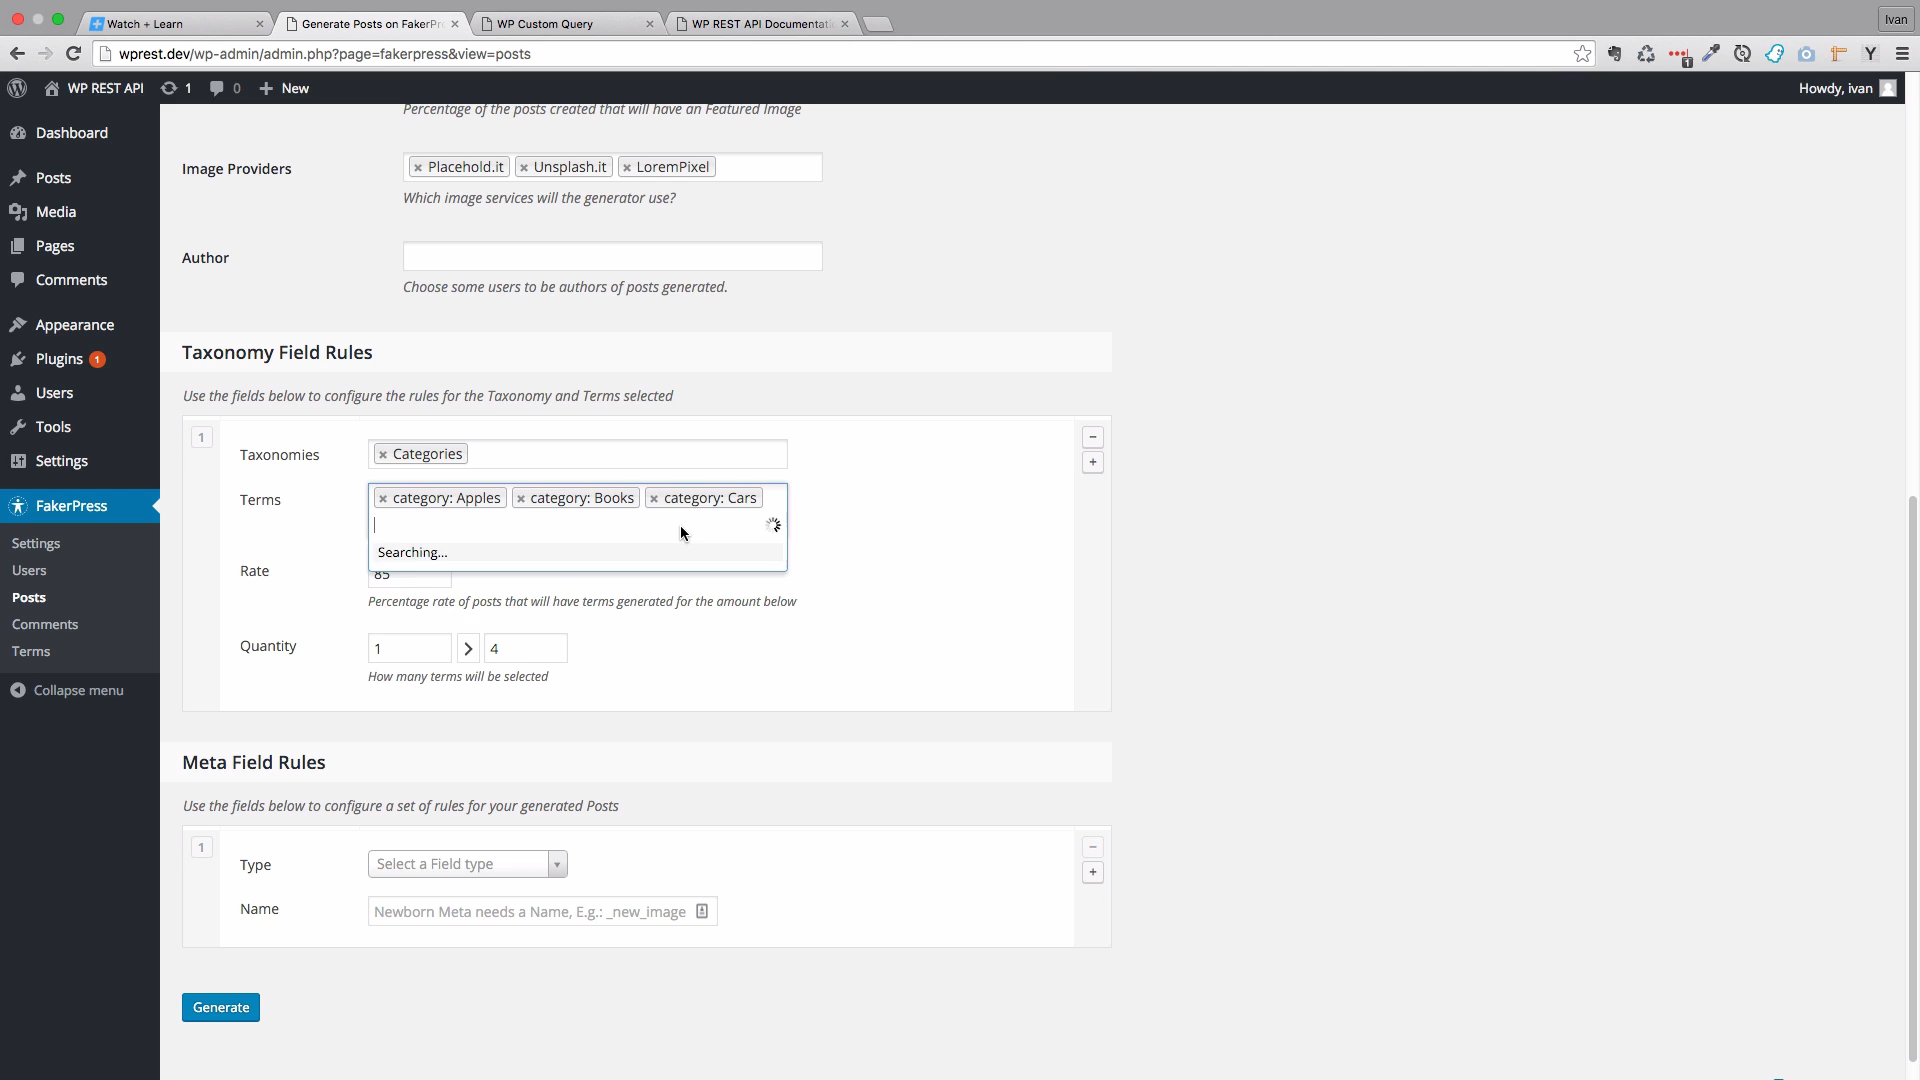 Watch + Learn
Generate Posts on FakerPr
WP Custom Query
WP REST API Documentati
Ivan
wprest.dev/wp-admin/admin.php?page=fakerpress&view=posts
1
Y
WP REST API
1
0
New
Howdy, ivan
Dashboard
Posts
Media
Pages
Comments
Appearance
Plugins 1
Users
Tools
Settings
FakerPress
Settings
Users
Posts
Comments
Terms
Collapse menu
Percentage of the posts created that will have an Featured Image
Image Providers
× Placehold.it × Unsplash.it × LoremPixel
Which image services will the generator use?
Author
Choose some users to be authors of posts generated.
Taxonomy Field Rules
Use the fields below to configure the rules for the Taxonomy and Terms selected
1
Taxonomies
× Categories
Terms
× category: Apples × category: Books × category: Cars
Searching...
Rate
85
Percentage rate of posts that will have terms generated for the amount below
Quantity
1 > 4
How many terms will be selected
−
+
Meta Field Rules
Use the fields below to configure a set of rules for your generated Posts
1
Type
Select a Field type
Name
Newborn Meta needs a Name, E.g.: _new_image
−
+
Generate